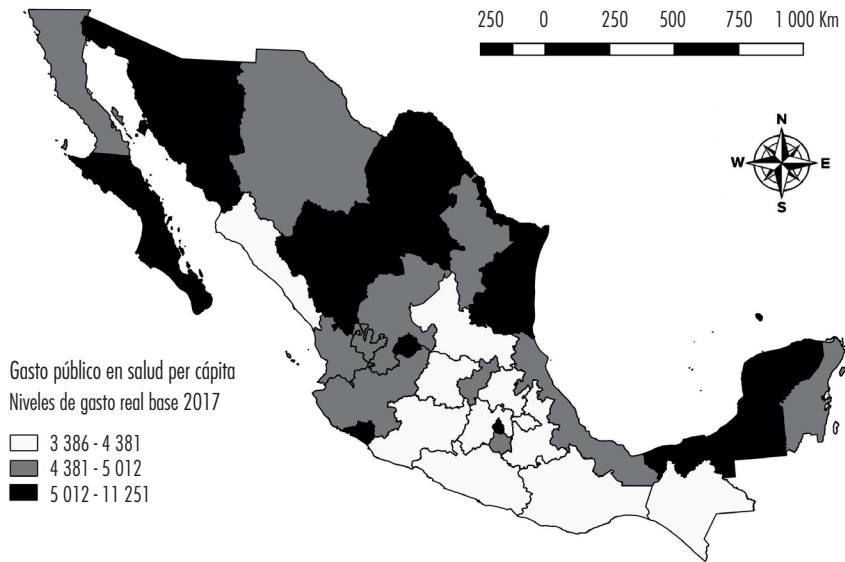 250 0 250 500 750 1 000 Km
N
W E
S
Gasto público en salud per cápita
Niveles de gasto real base 2017
3 386 - 4 381
4 381 - 5 012
5 012 - 11 251